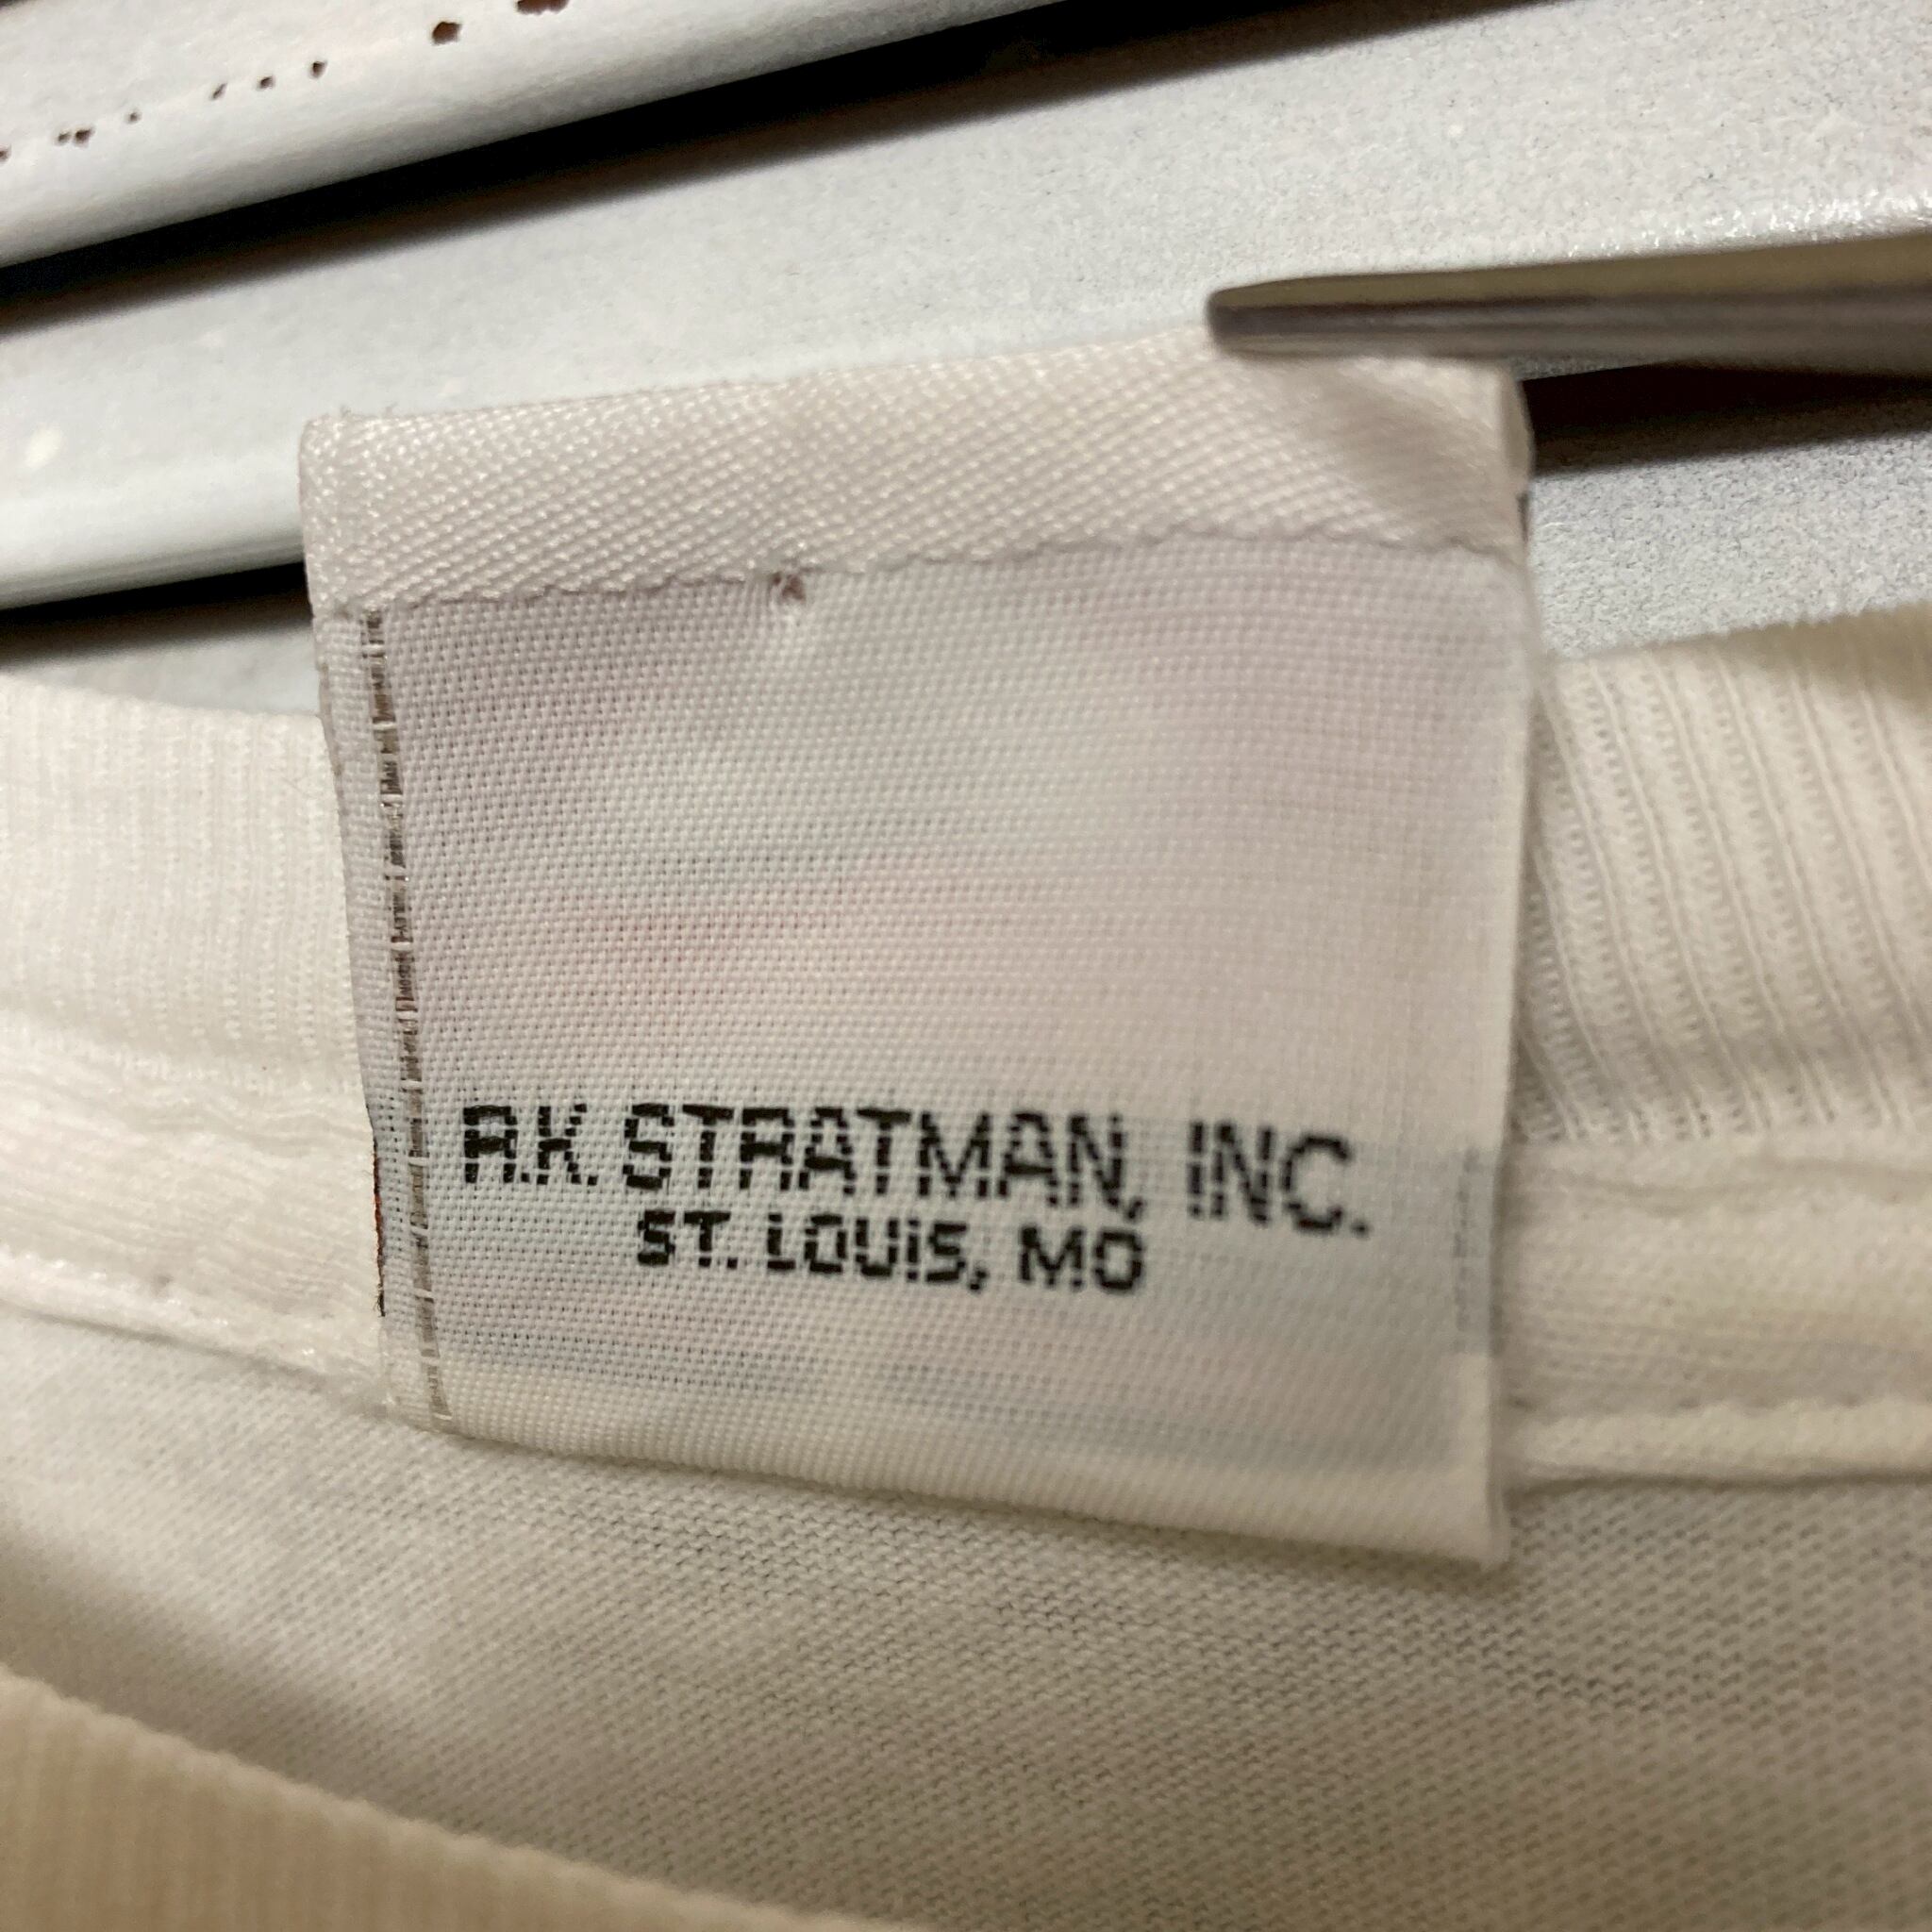 R.K. STRATMAN, INC.
ST. LOUIS, MO